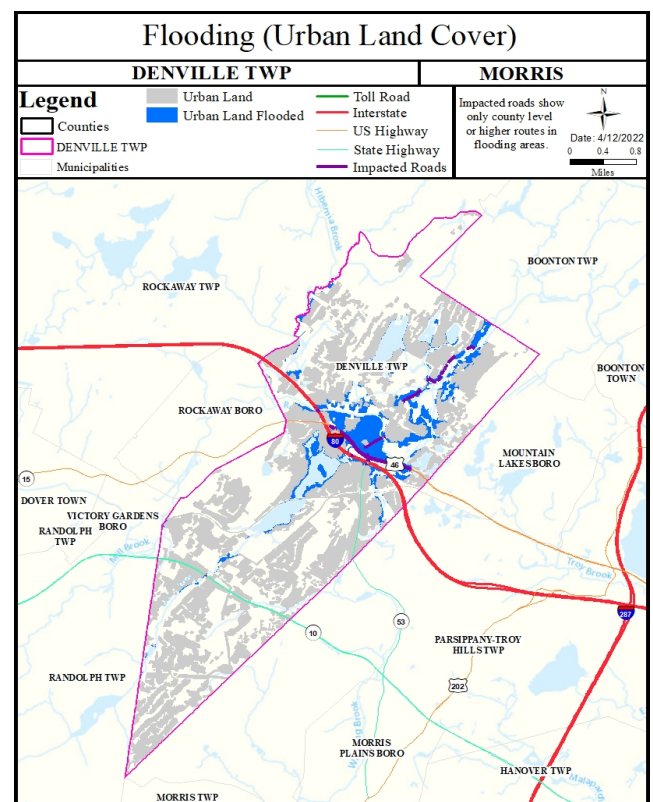 Flooding (Urban Land Cover)
DENVILLE TWP
MORRIS
Legend
Counties
DENVILLE TWP
Municipalities
Urban Land
Urban Land Flooded
Toll Road
Interstate
US Highway
State Highway
Impacted Roads
Impacted roads show
only county level
or higher routes in
flooding areas.
N
Date: 4/12/2022
0 0.4 0.8
Miles
Hibernia Brook
BOONTON TWP
ROCKAWAY TWP
DENVILLE TWP
BOONTON
TOWN
ROCKAWAY BORO
80
46
MOUNTAIN
LAKES BORO
15
DOVER TOWN
VICTORY GARDENS
BORO
RANDOLPH
TWP
Mill Brook
Troy Brook
287
10
53
PARSIPPANY-TROY
HILLS TWP
RANDOLPH TWP
202
MORRIS
PLAINS BORO
HANOVER TWP
MORRIS TWP